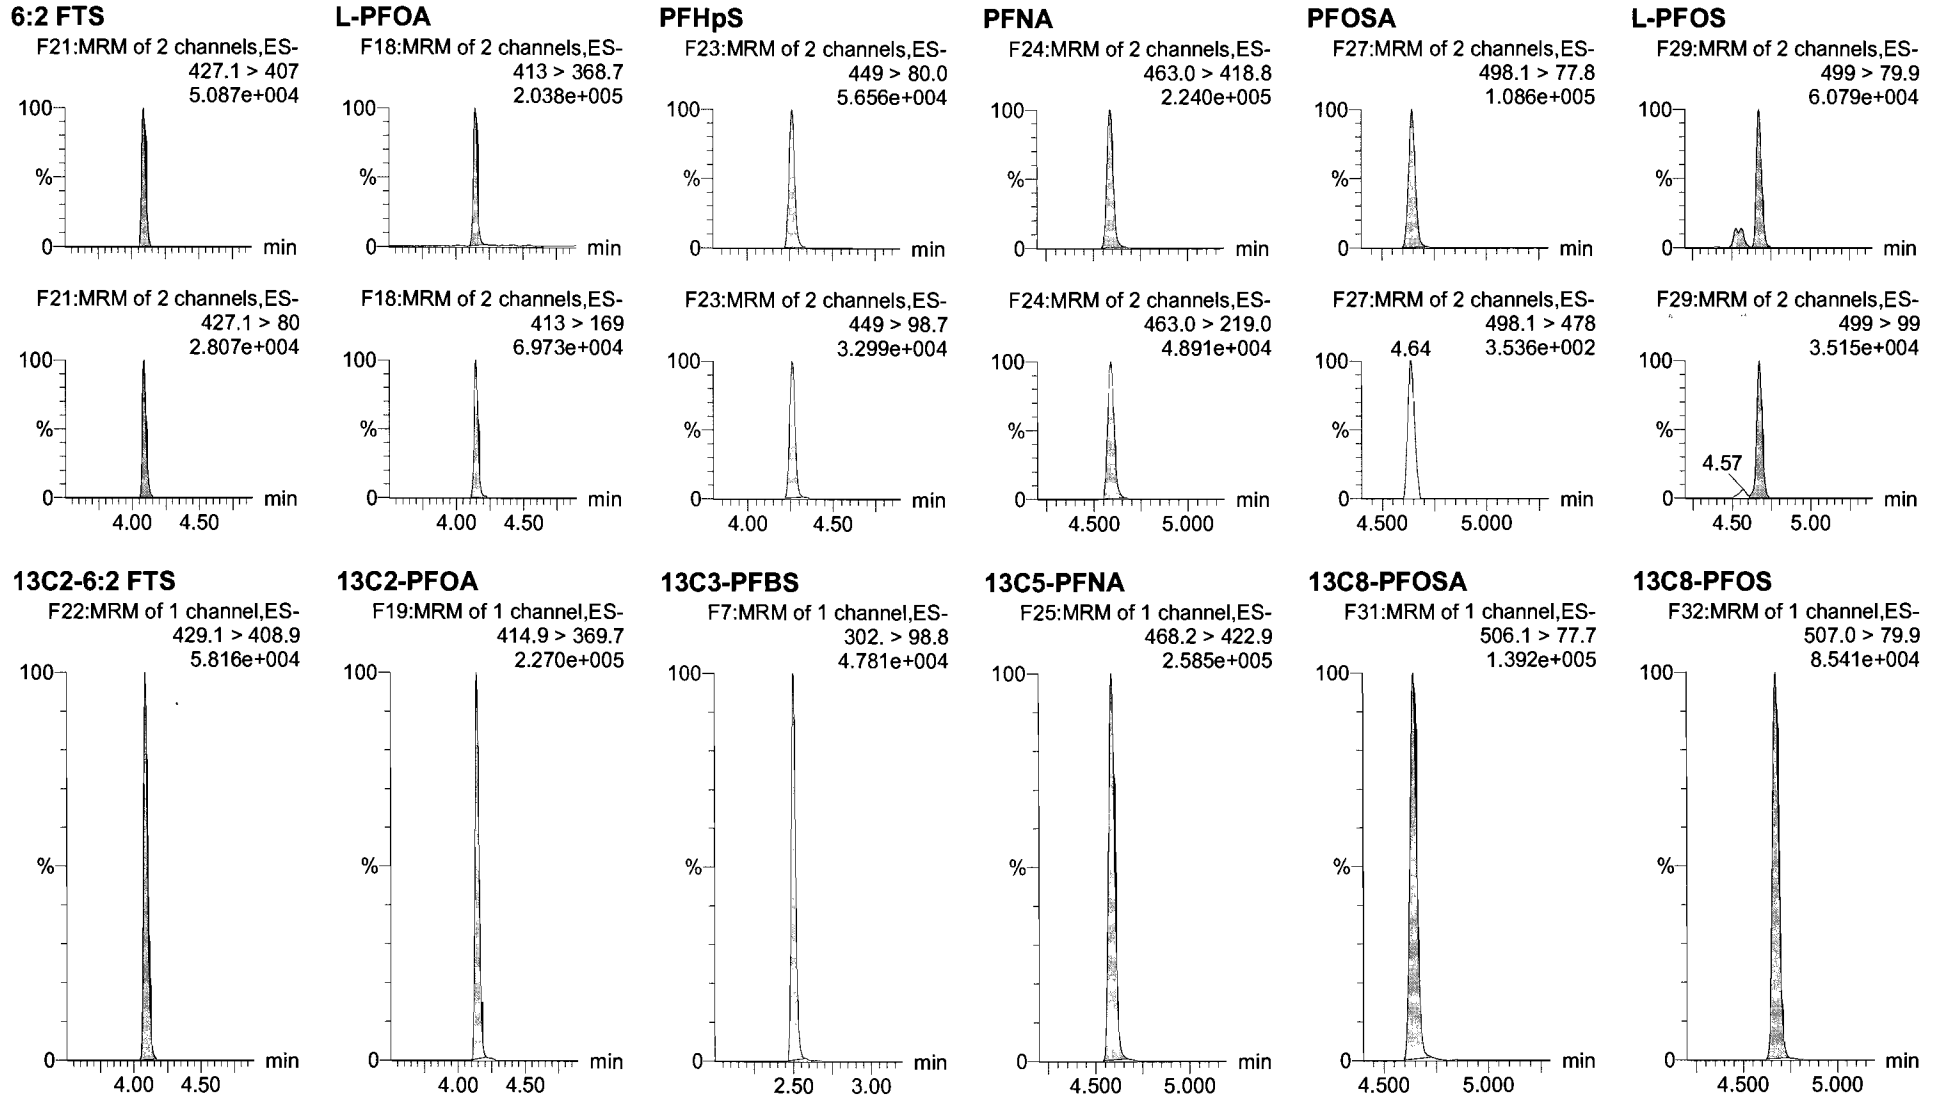 6:2 FTS
F21:MRM of 2 channels,ES-
427.1 > 407
5.087e+004
100
%
0
min
F21:MRM of 2 channels,ES-
427.1 > 80
2.807e+004
100
%
0
min
4.00 4.50
L-PFOA
F18:MRM of 2 channels,ES-
413 > 368.7
2.038e+005
100
%
0
min
F18:MRM of 2 channels,ES-
413 > 169
6.973e+004
100
%
0
min
4.00 4.50
PFHpS
F23:MRM of 2 channels,ES-
449 > 80.0
5.656e+004
100
%
0
min
F23:MRM of 2 channels,ES-
449 > 98.7
3.299e+004
100
%
0
min
4.00 4.50
PFNA
F24:MRM of 2 channels,ES-
463.0 > 418.8
2.240e+005
100
%
0
min
F24:MRM of 2 channels,ES-
463.0 > 219.0
4.891e+004
100
%
0
min
4.500 5.000
PFOSA
F27:MRM of 2 channels,ES-
498.1 > 77.8
1.086e+005
100
%
0
min
F27:MRM of 2 channels,ES-
498.1 > 478
4.64 3.536e+002
100
%
0
min
4.500 5.000
L-PFOS
F29:MRM of 2 channels,ES-
499 > 79.9
6.079e+004
100
%
0
min
F29:MRM of 2 channels,ES-
499 > 99
3.515e+004
100
%
4.57
0
min
4.50 5.00
13C2-6:2 FTS
F22:MRM of 1 channel,ES-
429.1 > 408.9
5.816e+004
100
%
0
min
4.00 4.50
13C2-PFOA
F19:MRM of 1 channel,ES-
414.9 > 369.7
2.270e+005
100
%
0
min
4.00 4.50
13C3-PFBS
F7:MRM of 1 channel,ES-
302. > 98.8
4.781e+004
100
%
0
min
2.50 3.00
13C5-PFNA
F25:MRM of 1 channel,ES-
468.2 > 422.9
2.585e+005
100
%
0
min
4.500 5.000
13C8-PFOSA
F31:MRM of 1 channel,ES-
506.1 > 77.7
1.392e+005
100
%
0
min
4.500 5.000
13C8-PFOS
F32:MRM of 1 channel,ES-
507.0 > 79.9
8.541e+004
100
%
0
min
4.500 5.000